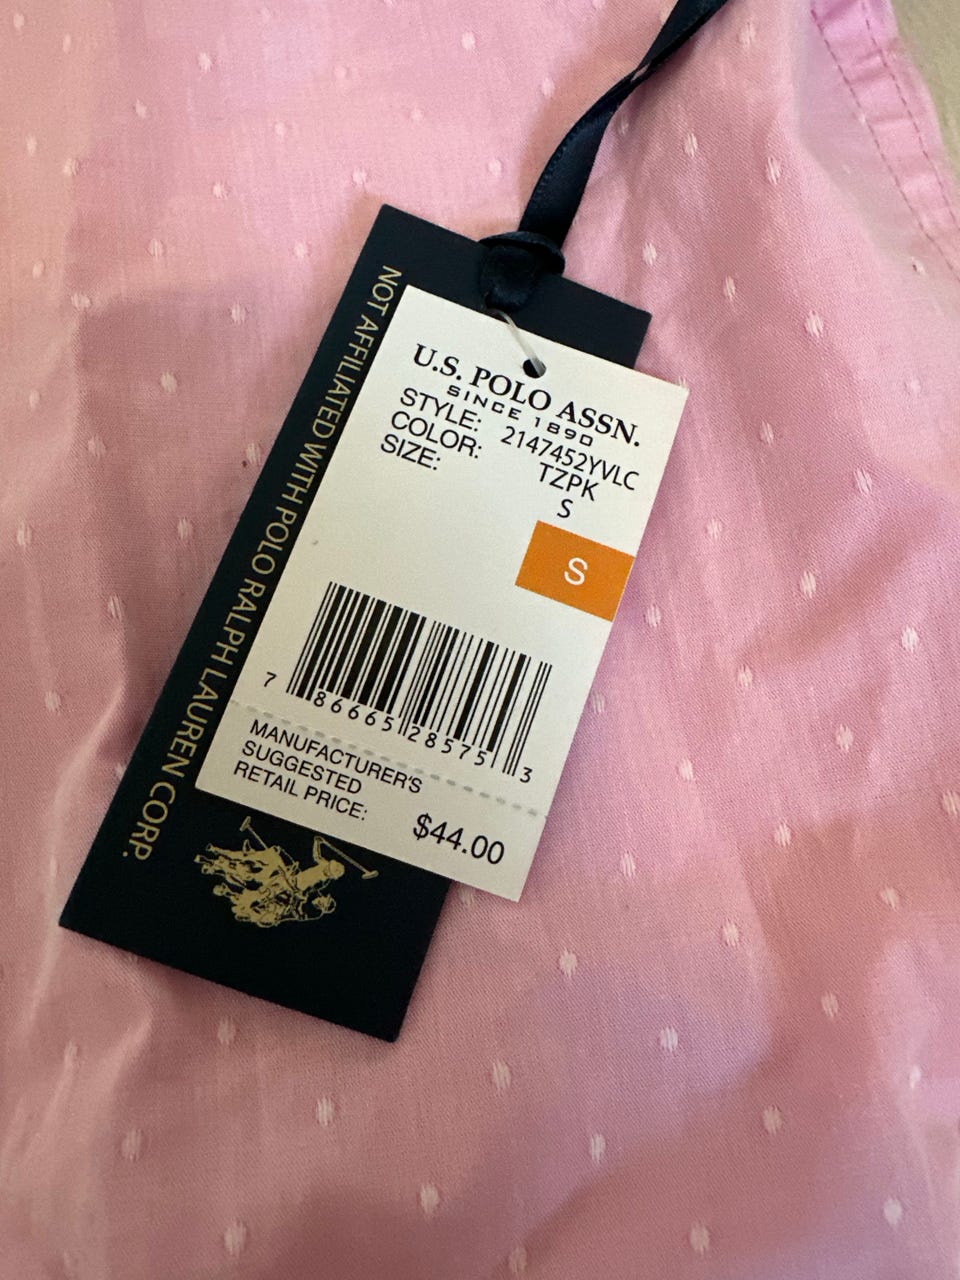 NOT AFFILIATED WITH POLO RALPH LAUREN CORP.
U.S. POLO ASSN.
SINCE 1890
STYLE: 2147452YVLC
COLOR: TZPK
SIZE: S
S
7 86665 28575 3
MANUFACTURER'S
SUGGESTED
RETAIL PRICE: $44.00